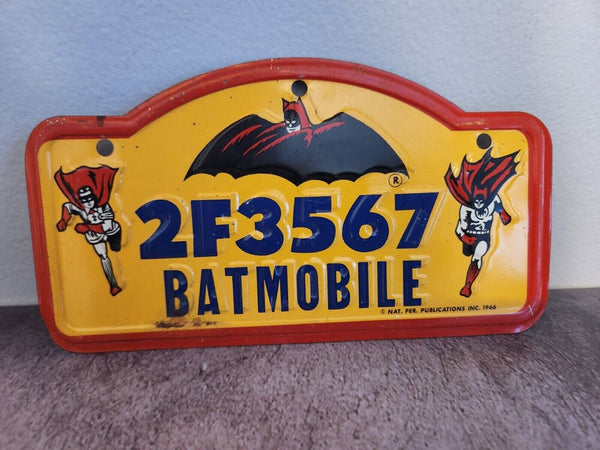 ®
2F3567
BATMOBILE
© NAT. PER. PUBLICATIONS INC. 1966